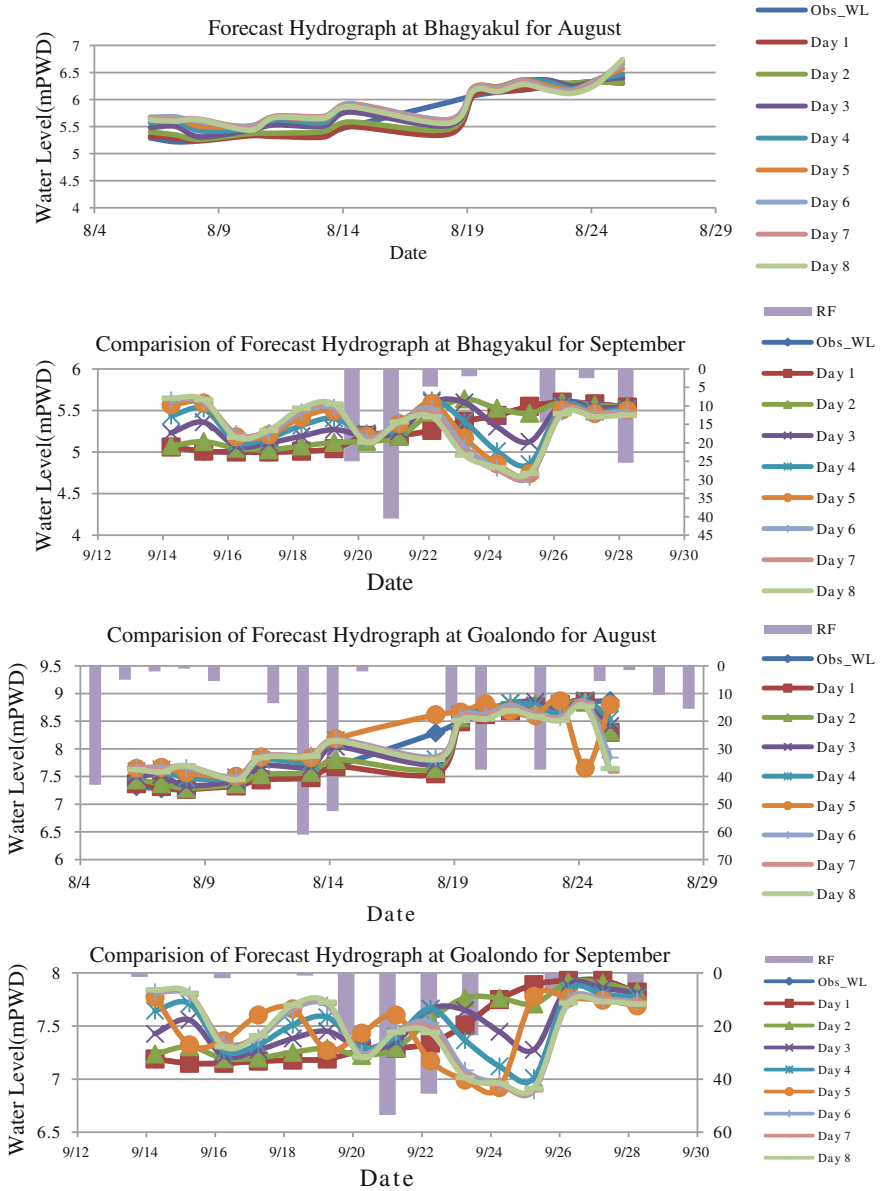 Forecast Hydrograph at Bhagyakul for August
Water Level(mPWD)
7
6.5
6
5.5
5
4.5
4
8/4 8/9 8/14 8/19 8/24 8/29
Date
Obs_WL
Day 1
Day 2
Day 3
Day 4
Day 5
Day 6
Day 7
Day 8
Comparision of Forecast Hydrograph at Bhagyakul for September
Water Level(mPWD)
6
5.5
5
4.5
4
0
5
10
15
20
25
30
35
40
45
9/12 9/14 9/16 9/18 9/20 9/22 9/24 9/26 9/28 9/30
Date
RF
Obs_WL
Day 1
Day 2
Day 3
Day 4
Day 5
Day 6
Day 7
Day 8
Comparision of Forecast Hydrograph at Goalondo for August
Water Level(mPWD)
9.5
9
8.5
8
7.5
7
6.5
6
0
10
20
30
40
50
60
70
8/4 8/9 8/14 8/19 8/24 8/29
Date
RF
Obs_WL
Day 1
Day 2
Day 3
Day 4
Day 5
Day 6
Day 7
Day 8
Comparision of Forecast Hydrograph at Goalondo for September
Water Level(mPWD)
8
7.5
7
6.5
0
20
40
60
9/12 9/14 9/16 9/18 9/20 9/22 9/24 9/26 9/28 9/30
Date
RF
Obs_WL
Day 1
Day 2
Day 3
Day 4
Day 5
Day 6
Day 7
Day 8